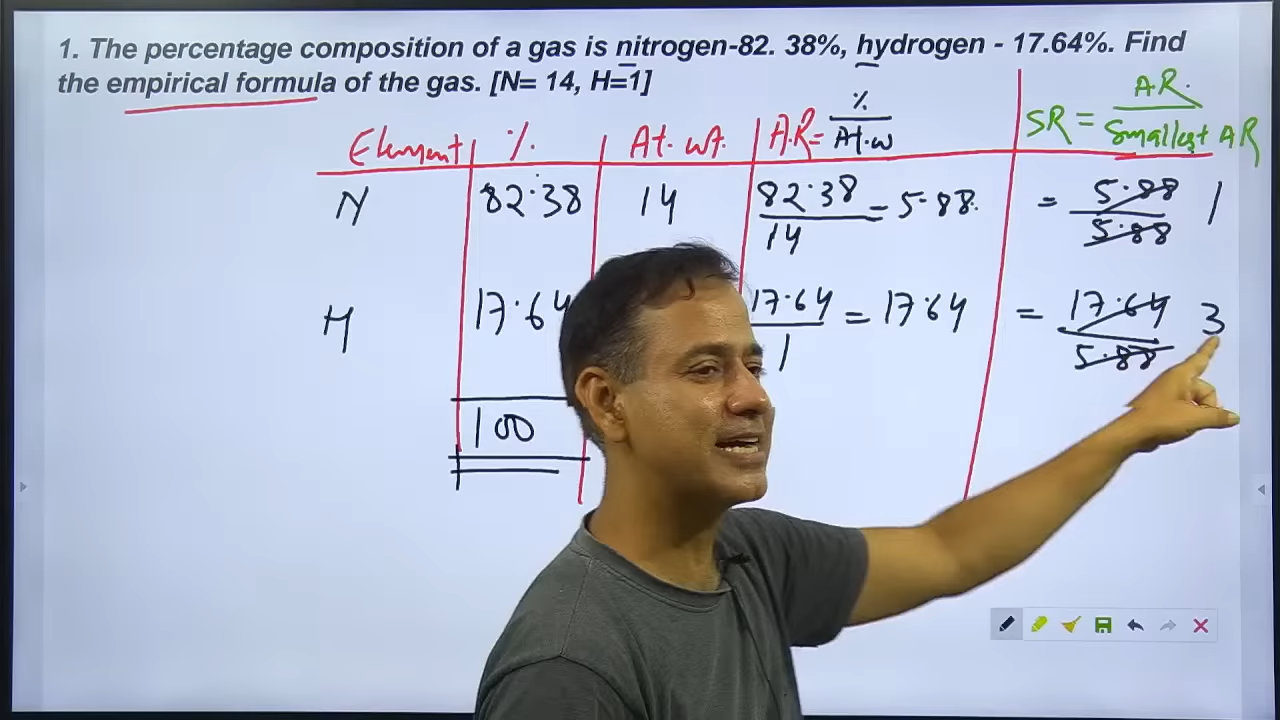 1. The percentage composition of a gas is nitrogen-82. 38%, hydrogen - 17.64%. Find
the empirical formula of the gas. [N= 14, H=1]
Element % At. wt. A.R = %/At.w SR = A.R./Smallest AR
N 82.38 14 82.38/14 = 5.88. = 5.88/5.88 1
H 17.64 17.64/1 = 17.64 = 17.64/5.88 3
100